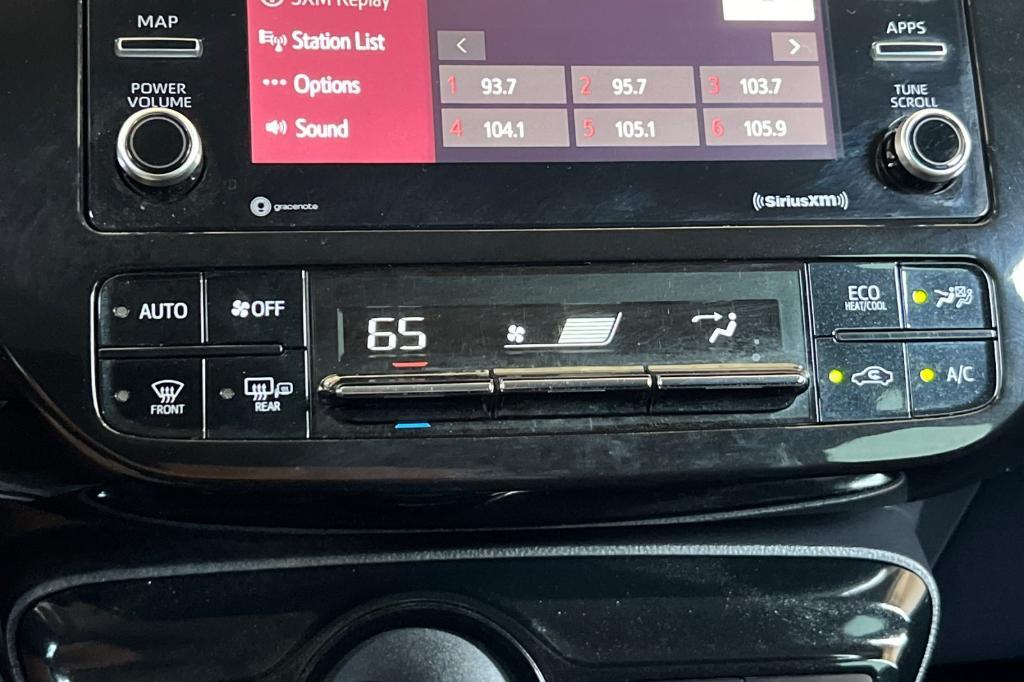 MAP
SXM Replay
APPS
Station List
POWER
VOLUME
Options
1 93.7
2 95.7
3 103.7
TUNE
SCROLL
Sound
4 104.1
5 105.1
6 105.9
gracenote
SiriusXM
AUTO
OFF
65
ECO
HEAT/COOL
FRONT
REAR
A/C